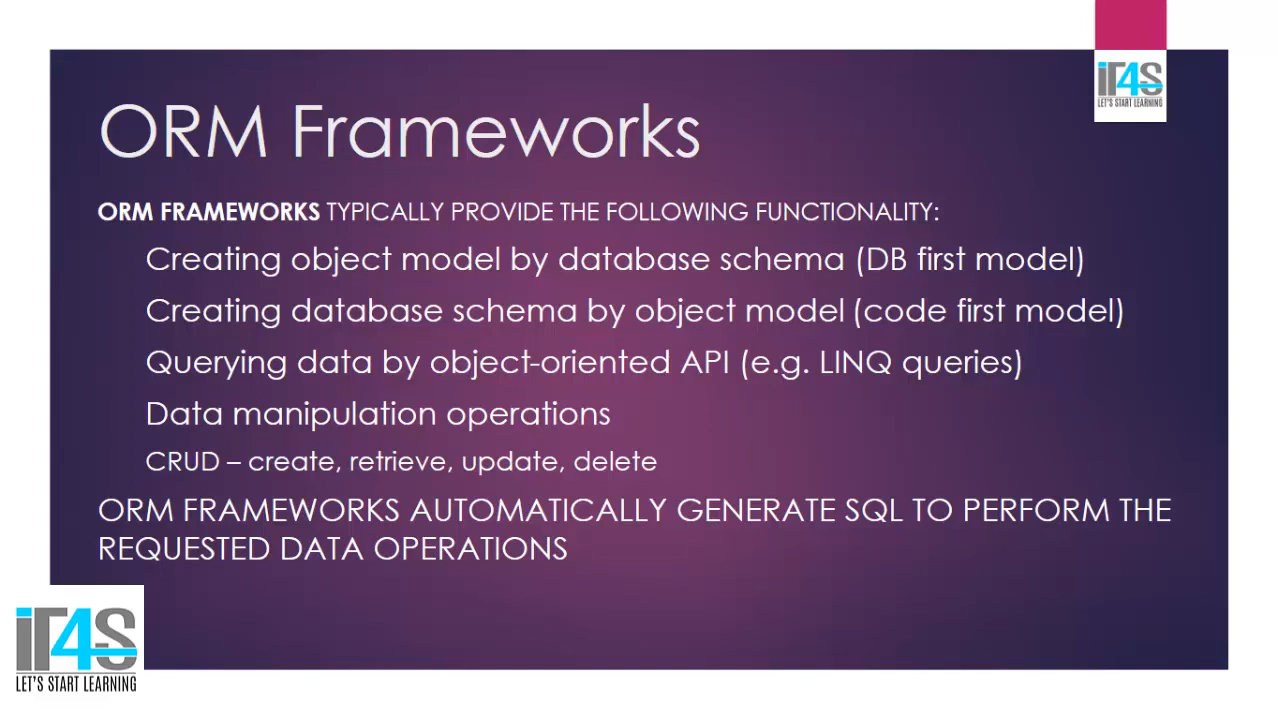 iT4S
LET'S START LEARNING
ORM Frameworks
ORM FRAMEWORKS TYPICALLY PROVIDE THE FOLLOWING FUNCTIONALITY:
Creating object model by database schema (DB first model)
Creating database schema by object model (code first model)
Querying data by object-oriented API (e.g. LINQ queries)
Data manipulation operations
CRUD – create, retrieve, update, delete
ORM FRAMEWORKS AUTOMATICALLY GENERATE SQL TO PERFORM THE
REQUESTED DATA OPERATIONS
iT4S
LET'S START LEARNING